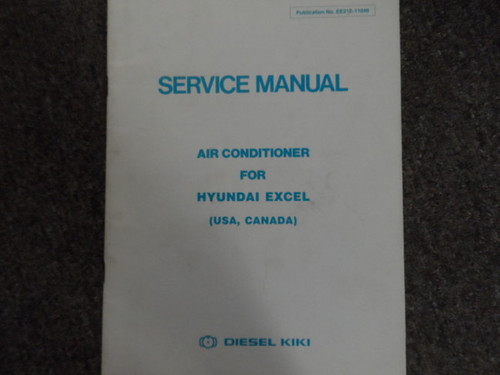 Publication No.
SERVICE MANUAL
AIR CONDITIONER
FOR
HYUNDAI EXCEL
(USA, CANADA)
DIESEL KIKI